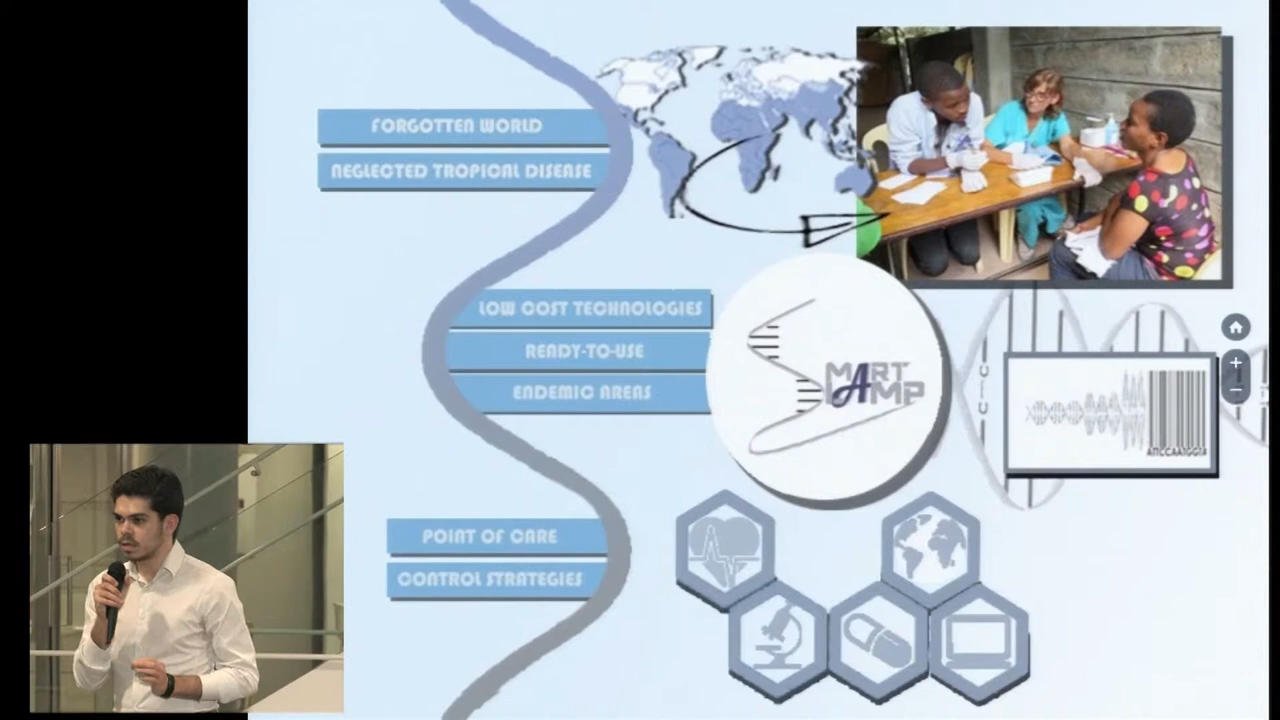 FORGOTTEN WORLD
NEGLECTED TROPICAL DISEASE
LOW COST TECHNOLOGIES
READY-TO-USE
ENDEMIC AREAS
MART
LAMP
POINT OF CARE
CONTROL STRATEGIES